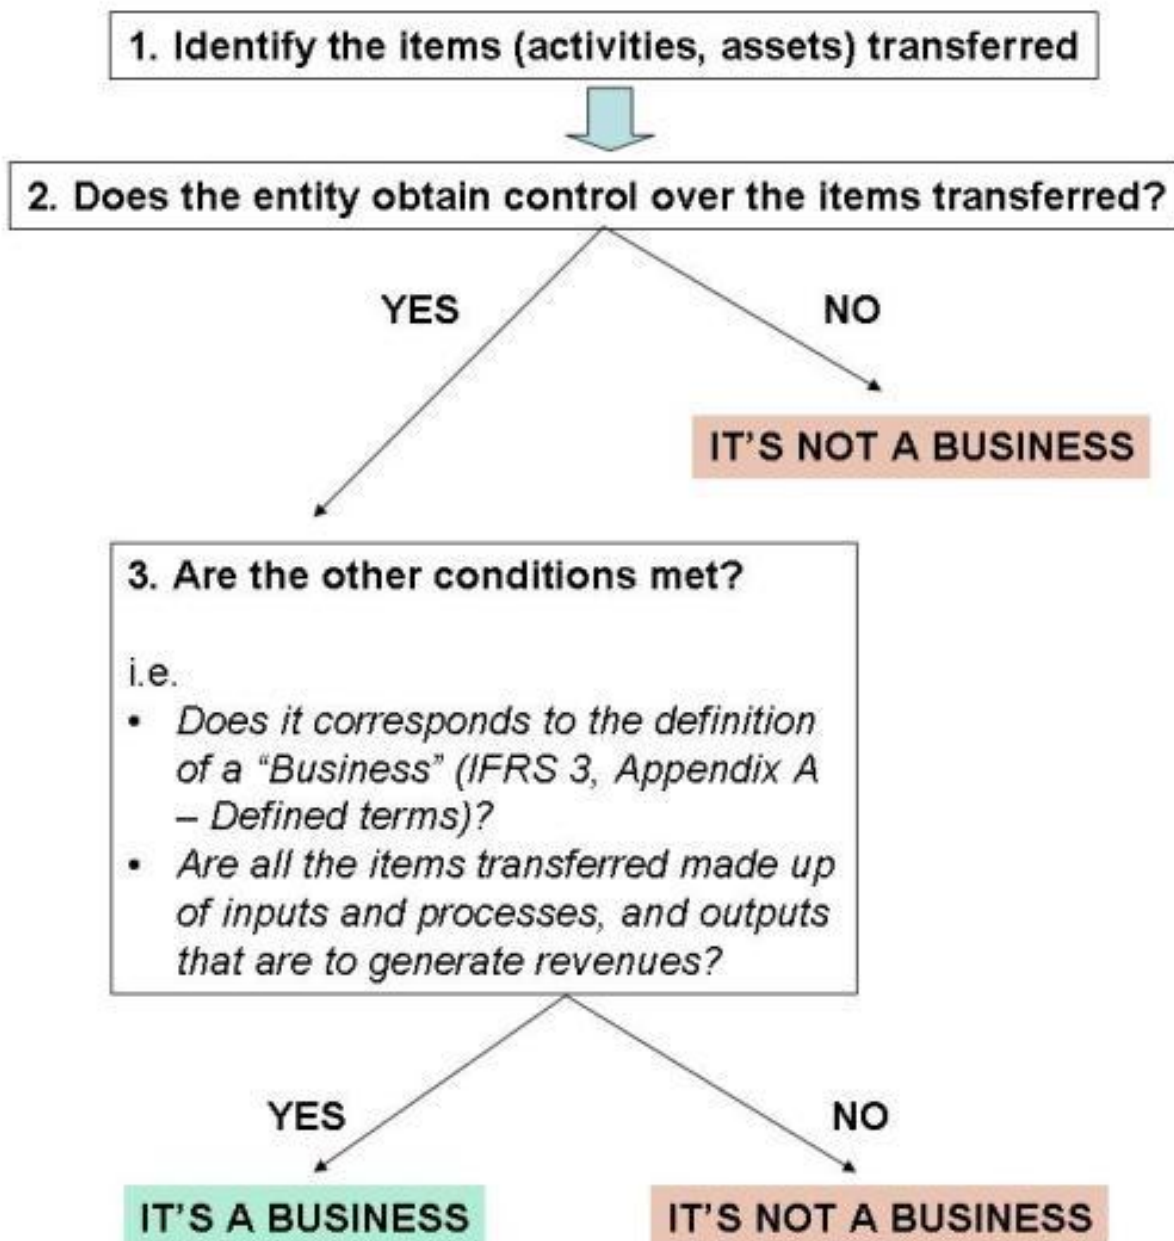 1. Identify the items (activities, assets) transferred
2. Does the entity obtain control over the items transferred?
YES
NO
IT'S NOT A BUSINESS
3. Are the other conditions met?
i.e.
• Does it corresponds to the definition
of a “Business” (IFRS 3, Appendix A
– Defined terms)?
• Are all the items transferred made up
of inputs and processes, and outputs
that are to generate revenues?
YES
NO
IT’S A BUSINESS
IT’S NOT A BUSINESS